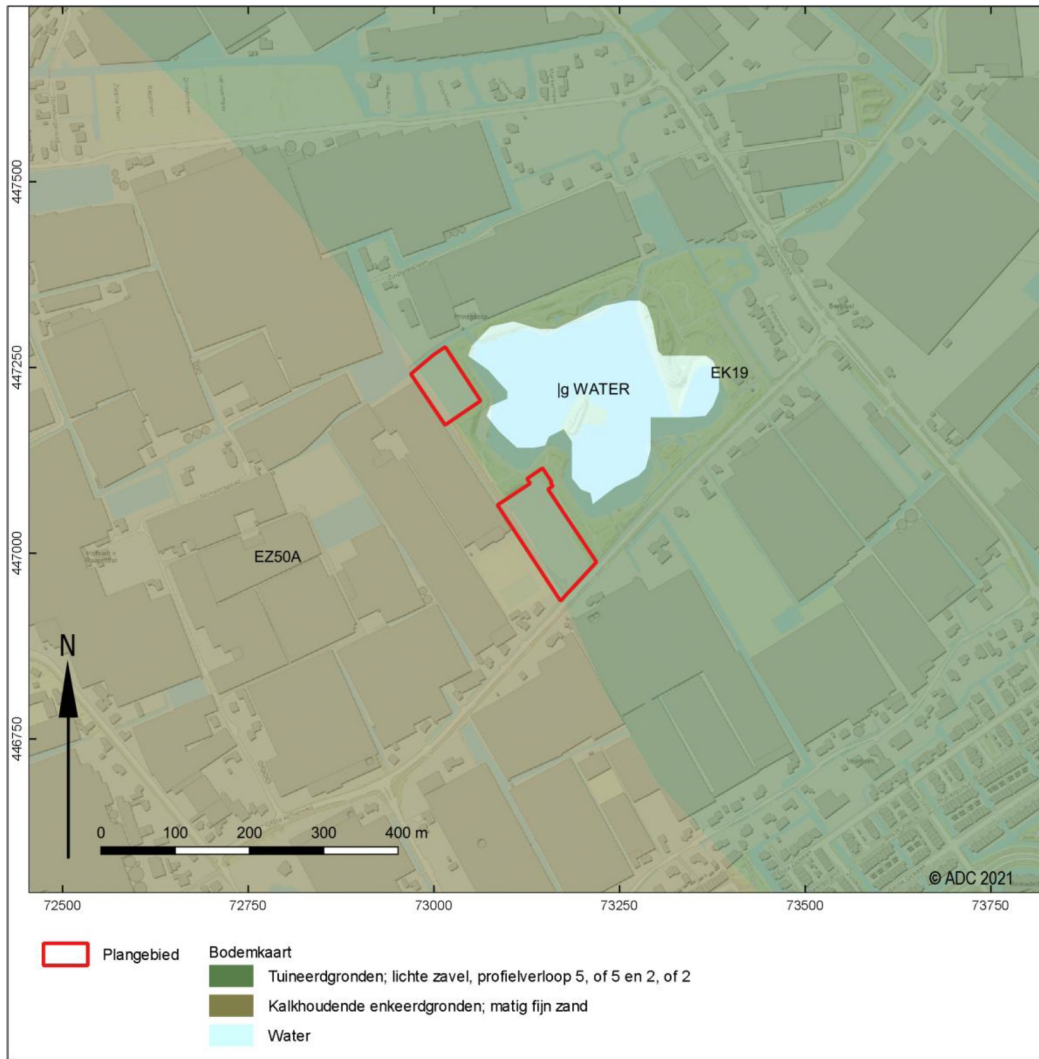 447500
447250
447000
446750
|g WATER
EK19
EZ50A
N
0 100 200 300 400 m
© ADC 2021
72500 72750 73000 73250 73500 73750
Plangebied
Bodemkaart
Tuineerdgronden; lichte zavel, profielverloop 5, of 5 en 2, of 2
Kalkhoudende enkeerdgronden; matig fijn zand
Water